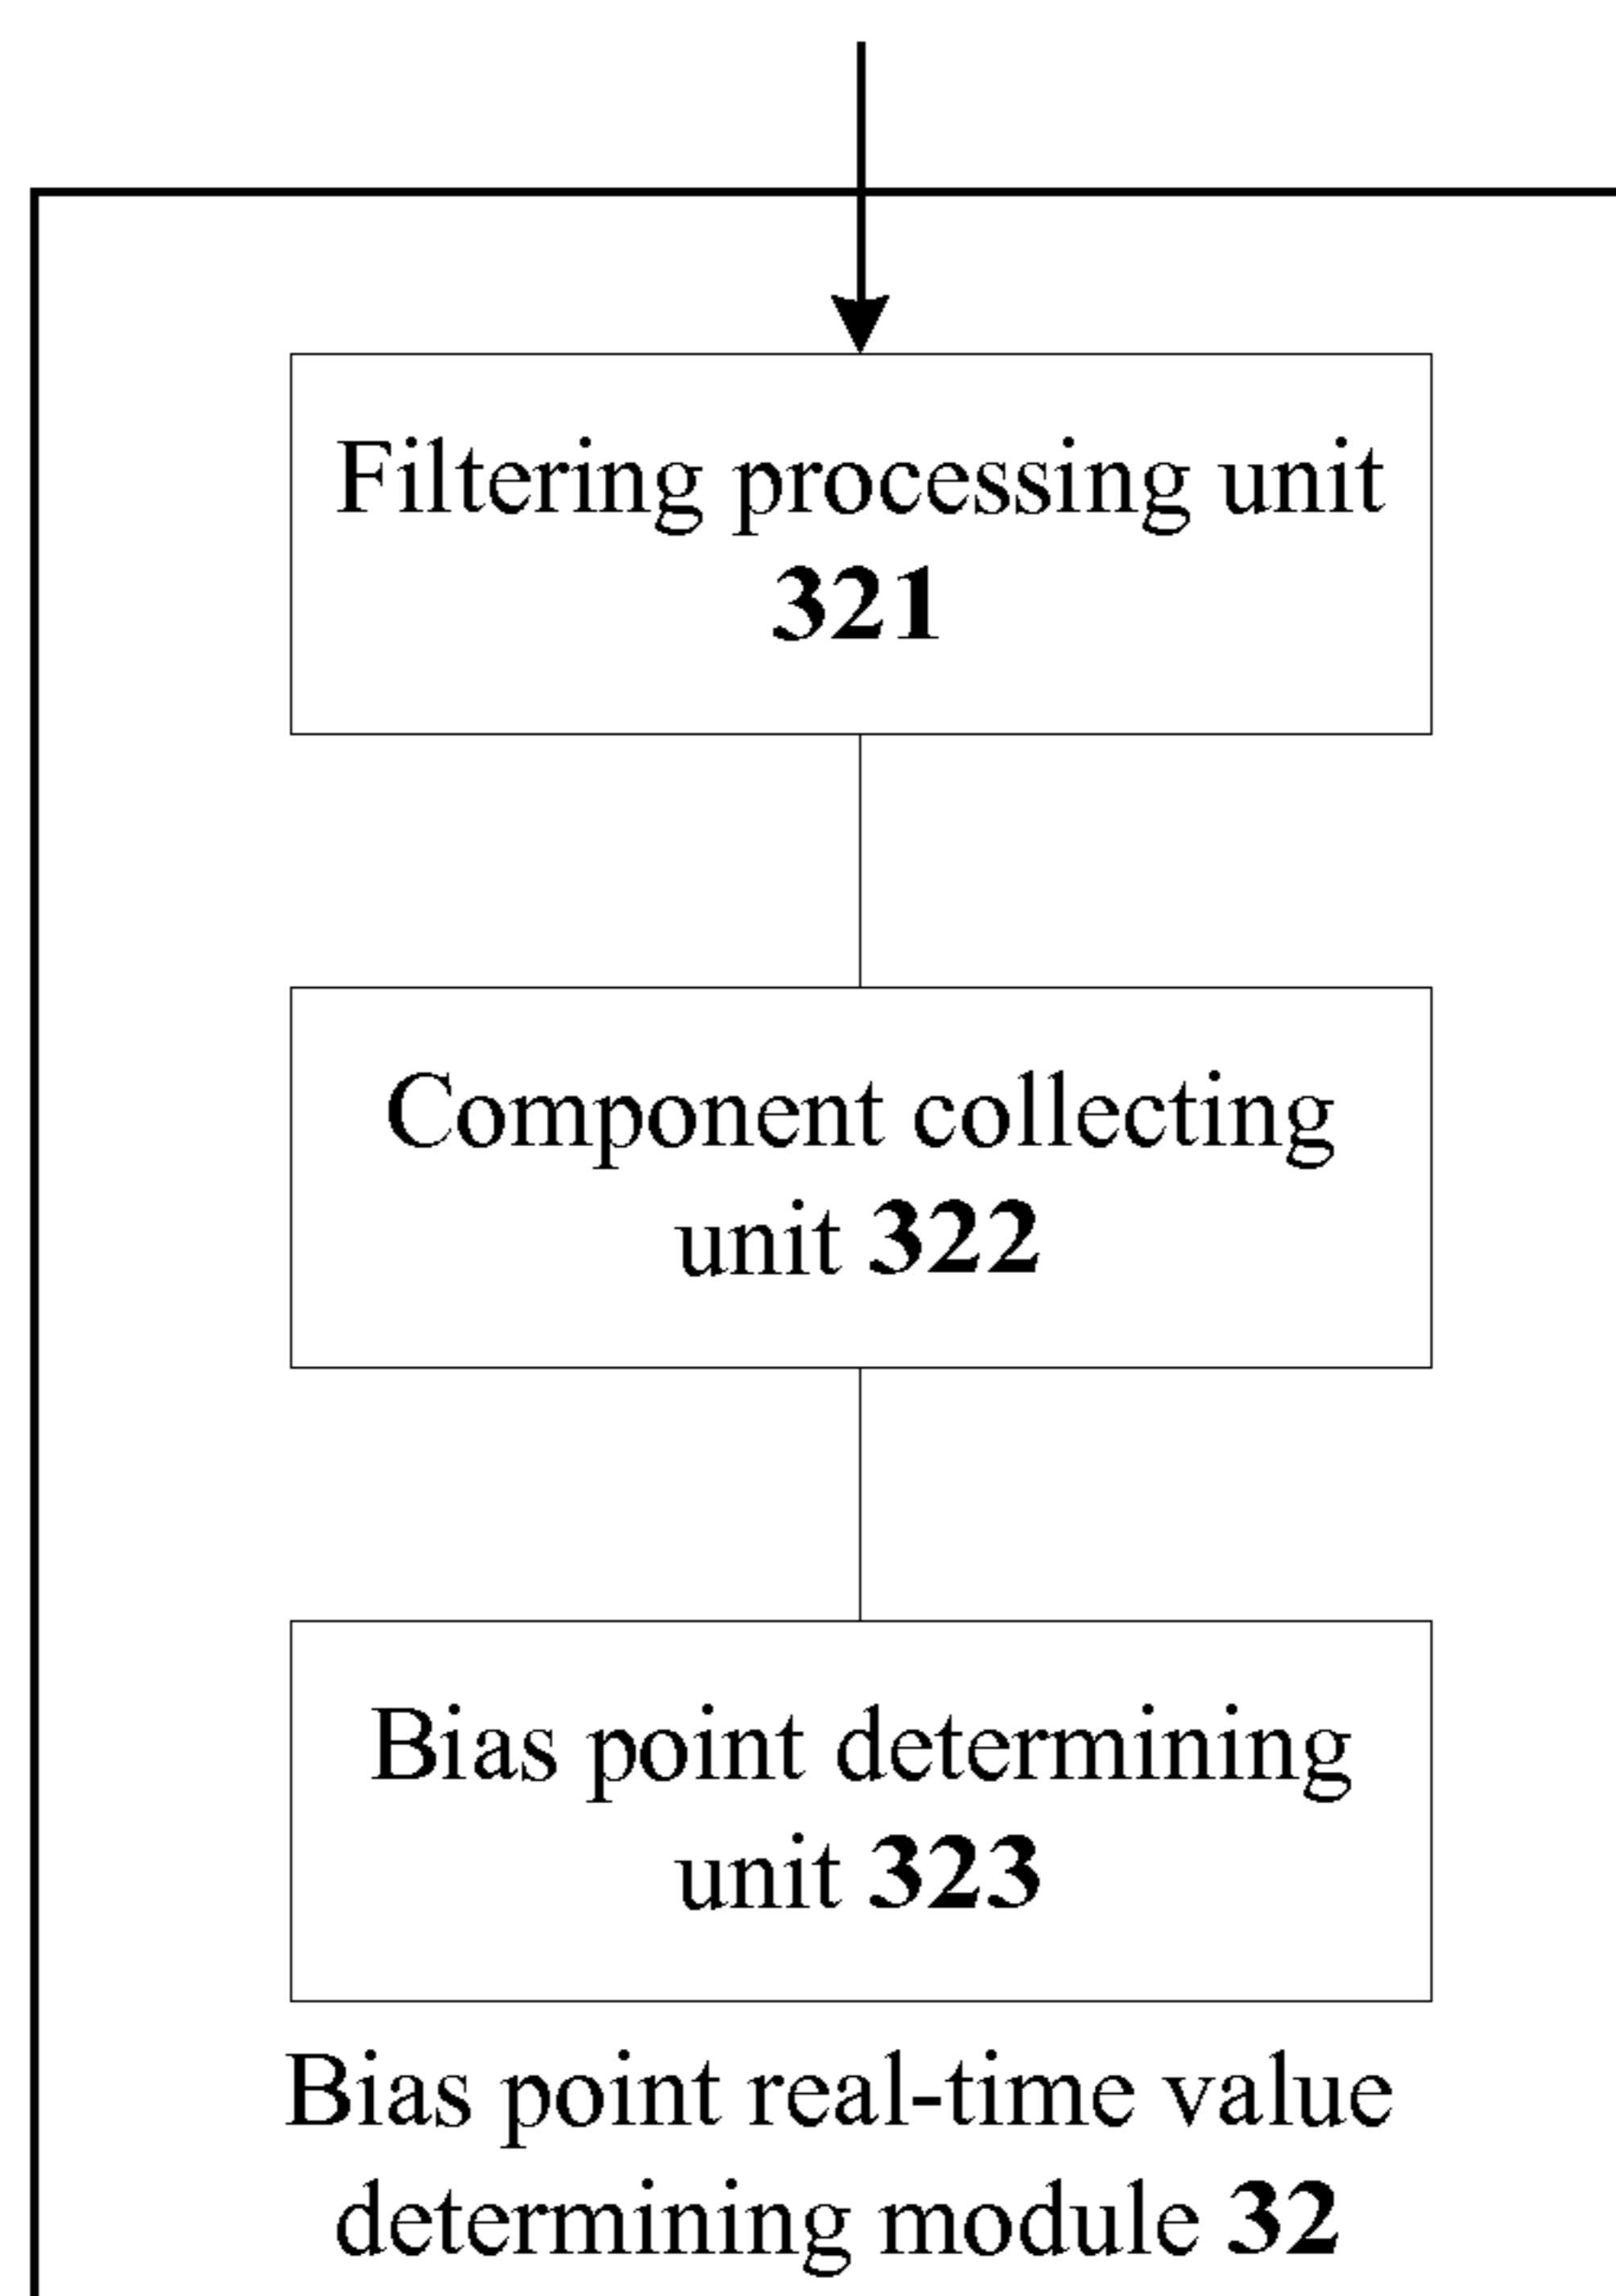 Filtering processing unit
321
Component collecting
unit 322
Bias point determining
unit 323
Bias point real-time value
determining module 32